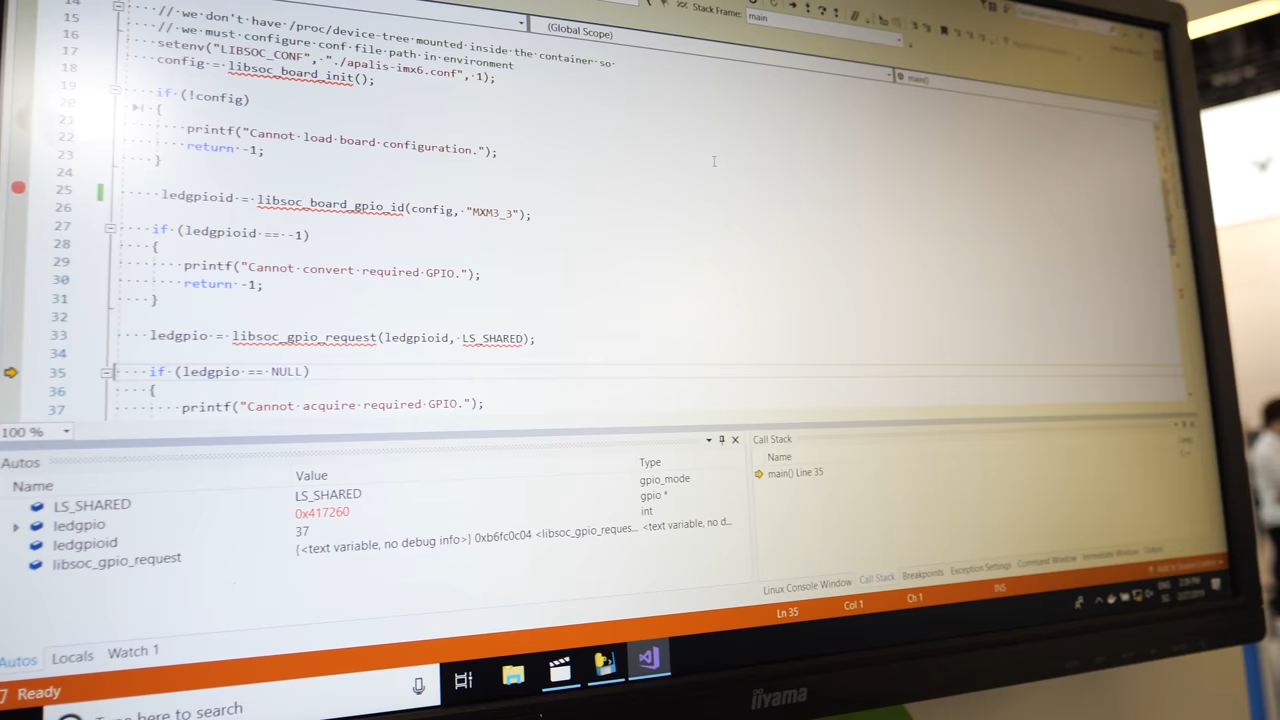 Stack Frame: main
(Global Scope)
main()
14
15 // we don't have /proc/device-tree mounted inside the container so
16 // we must configure conf file path in environment
17 setenv("LIBSOC_CONF", "./apalis-imx6.conf", 1);
18 config = libsoc_board_init();
19
20 if (!config)
21 {
22 printf("Cannot load board configuration.");
23 return -1;
24 }
25
26 ledgpioid = libsoc_board_gpio_id(config, "MXM3_3");
27 if (ledgpioid == -1)
28 {
29 printf("Cannot convert required GPIO.");
30 return -1;
31 }
32
33 ledgpio = libsoc_gpio_request(ledgpioid, LS_SHARED);
34
35 if (ledgpio == NULL)
36 {
37 printf("Cannot acquire required GPIO.");
100 %
Autos
Name Value Type
LS_SHARED LS_SHARED gpio_mode
ledgpio 0x417260 gpio *
ledgpioid 37 int
libsoc_gpio_request {<text variable, no debug info>} 0xb6fc0c04 <libsoc_gpio_reques... <text variable, no d...
Call Stack
Name
main() Line 35
Autos Locals Watch 1
Linux Console Window Call Stack Breakpoints Exception Settings Command Window Immediate Window Output
Ready Ln 35 Col 1 Ch 1 INS
here to search
iiyama